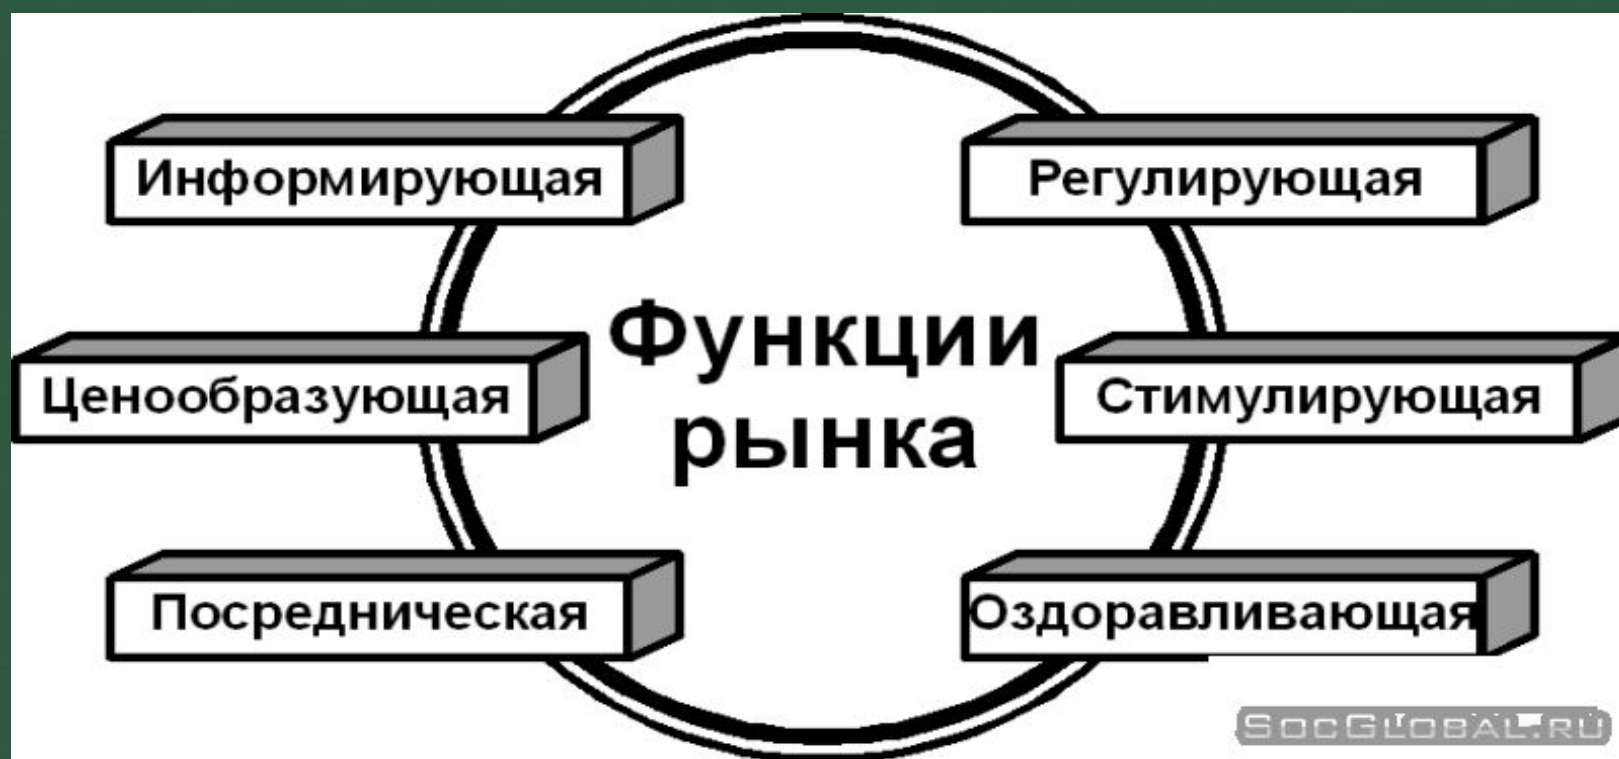 Информирующая
Регулирующая
Функции
рынка
Ценообразующая
Стимулирующая
Посредническая
Оздоравливающая
SOCGLOBAL.RU